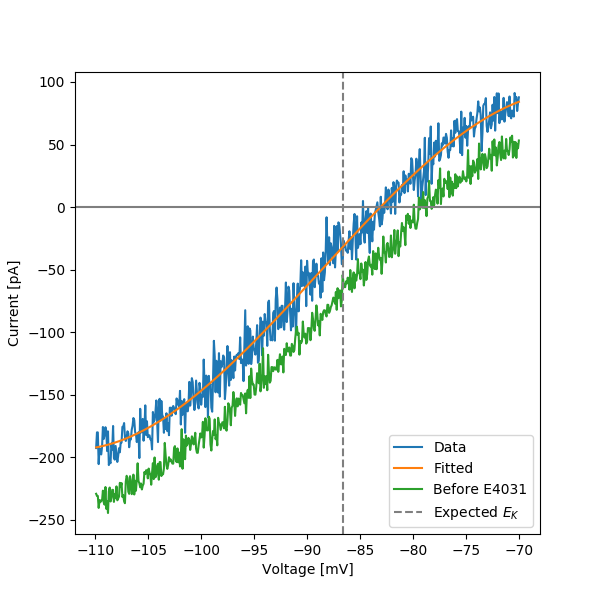 100
50
0
−50
−100
−150
−200
−250
Current [pA]
−110 −105 −100 −95 −90 −85 −80 −75 −70
Voltage [mV]
Data
Fitted
Before E4031
Expected $E_K$